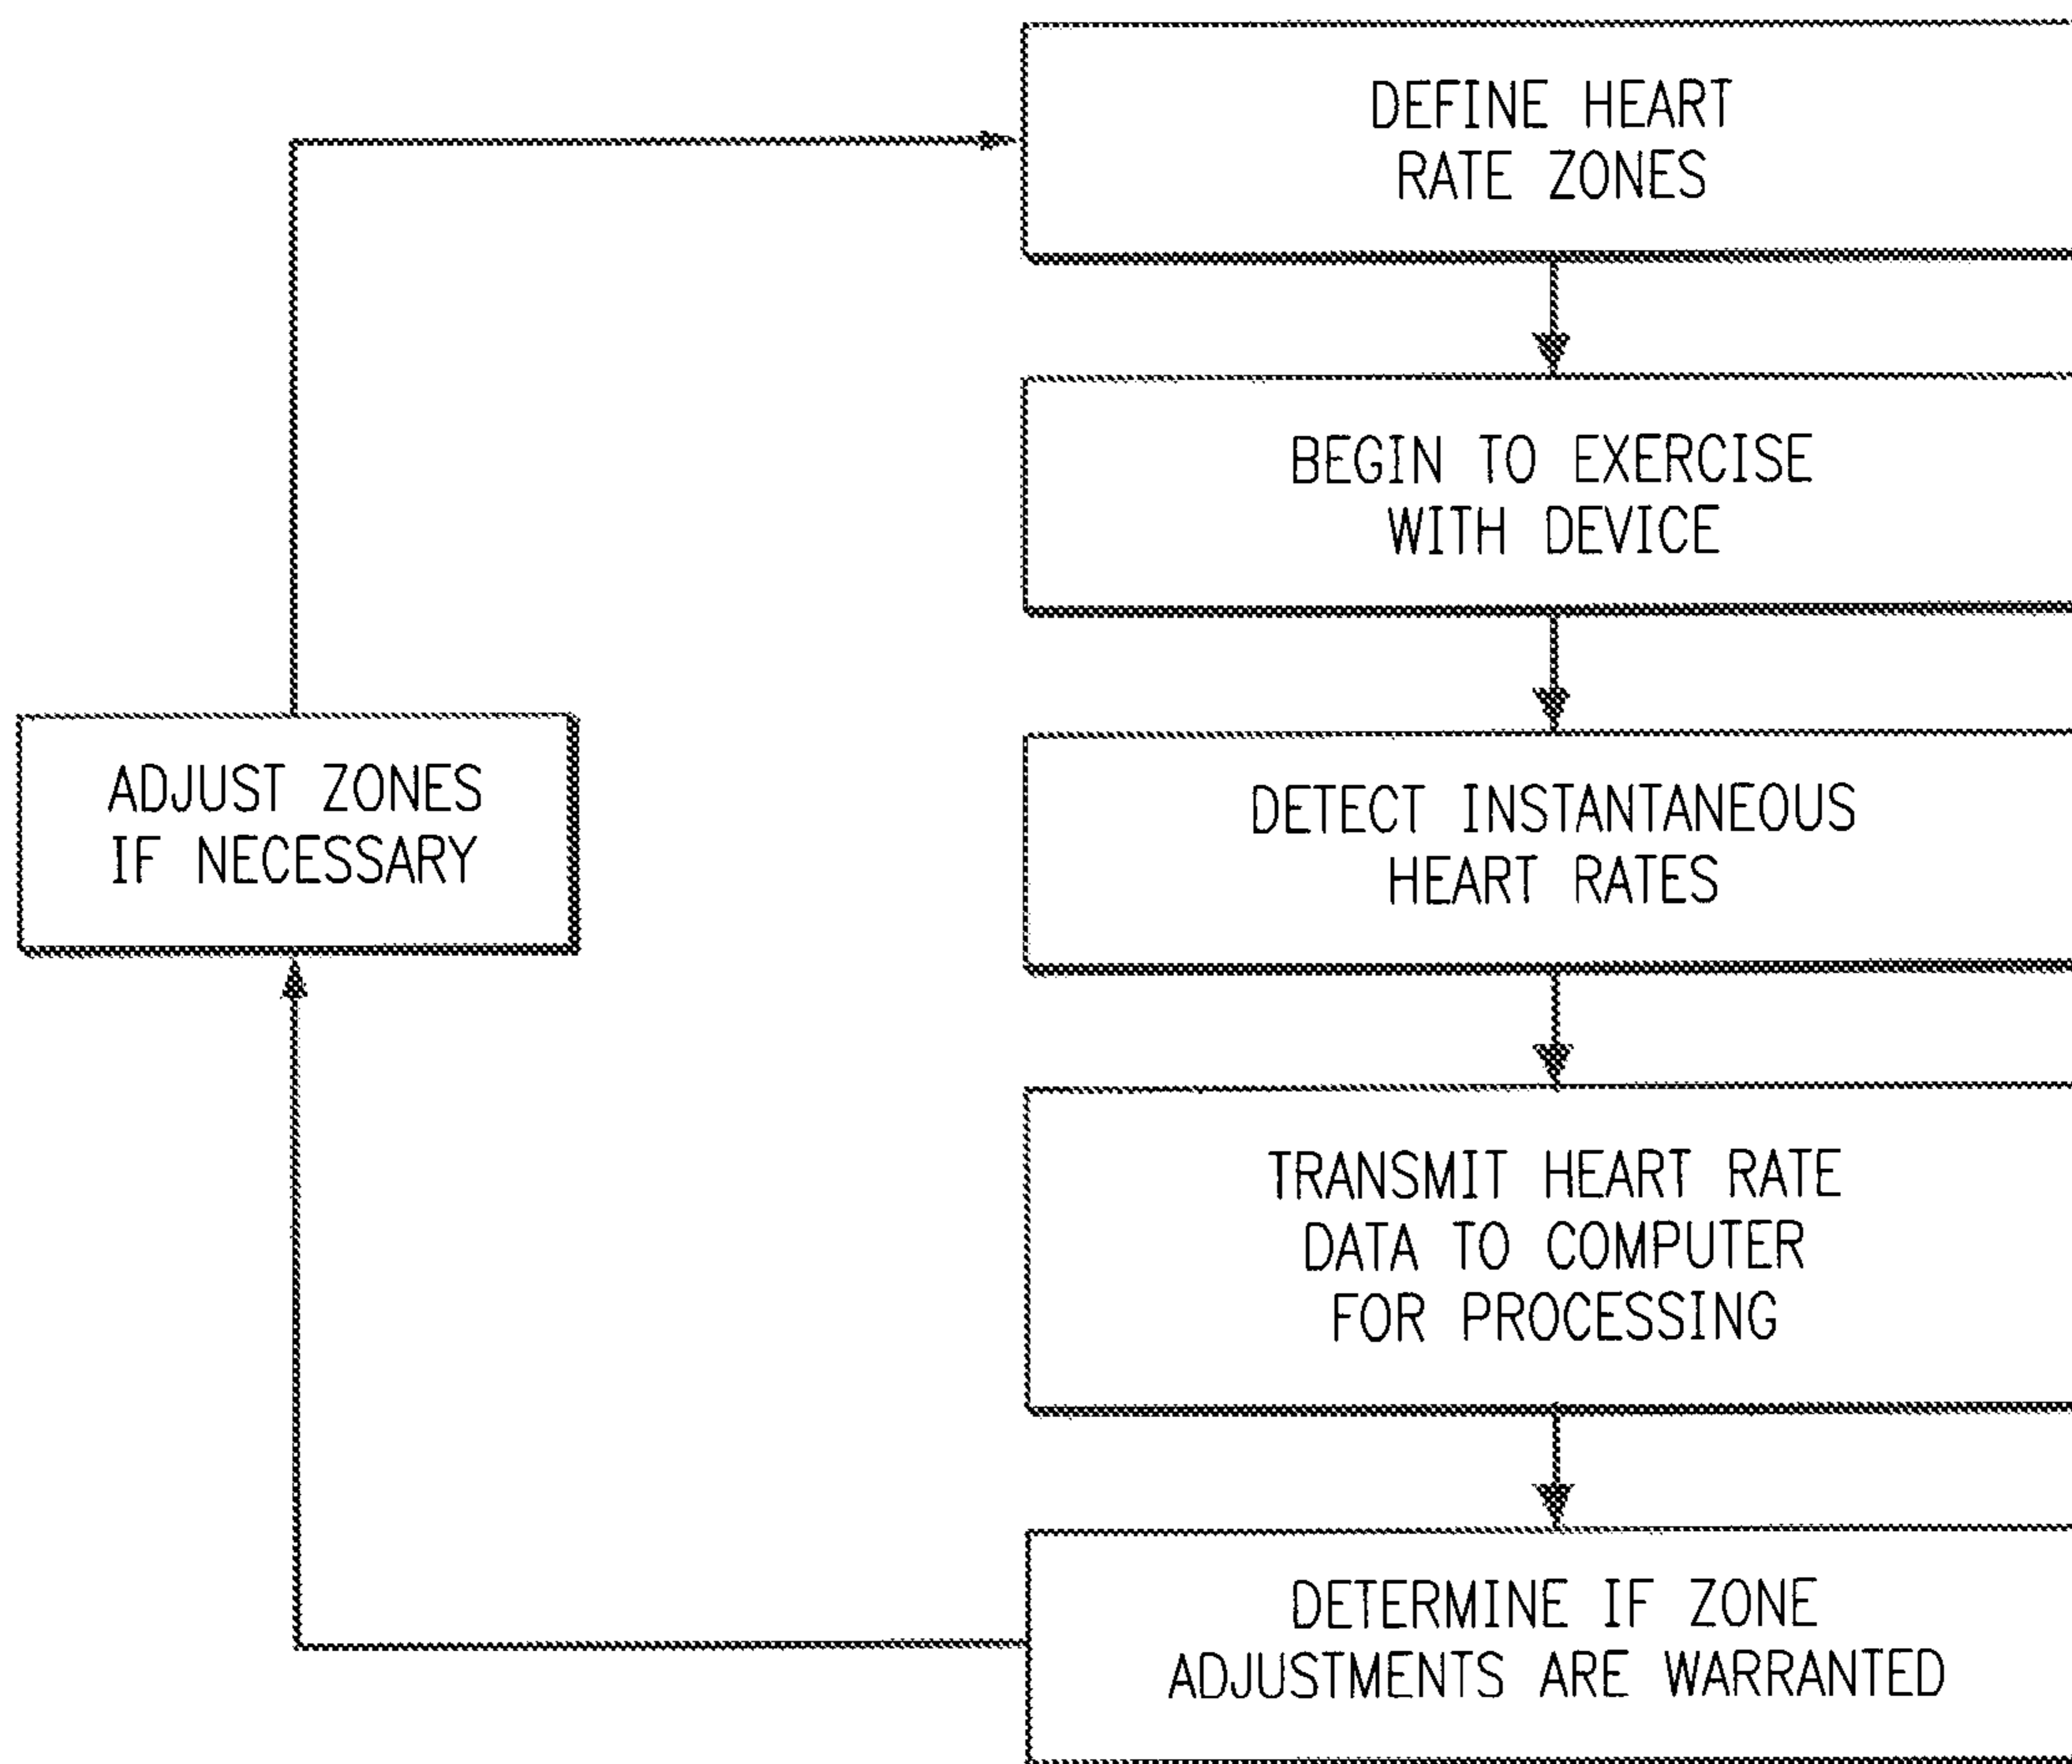 DEFINE HEART
RATE ZONES
BEGIN TO EXERCISE
WITH DEVICE
DETECT INSTANTANEOUS
HEART RATES
TRANSMIT HEART RATE
DATA TO COMPUTER
FOR PROCESSING
DETERMINE IF ZONE
ADJUSTMENTS ARE WARRANTED
ADJUST ZONES
IF NECESSARY